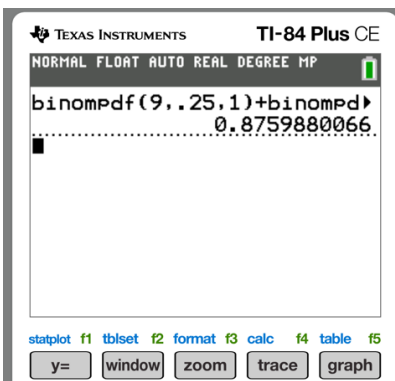 TEXAS INSTRUMENTS TI-84 Plus CE
NORMAL FLOAT AUTO REAL DEGREE MP
binompdf(9,.25,1)+binompd
0.8759880066
statplot f1 tblset f2 format f3 calc f4 table f5
y= window zoom trace graph